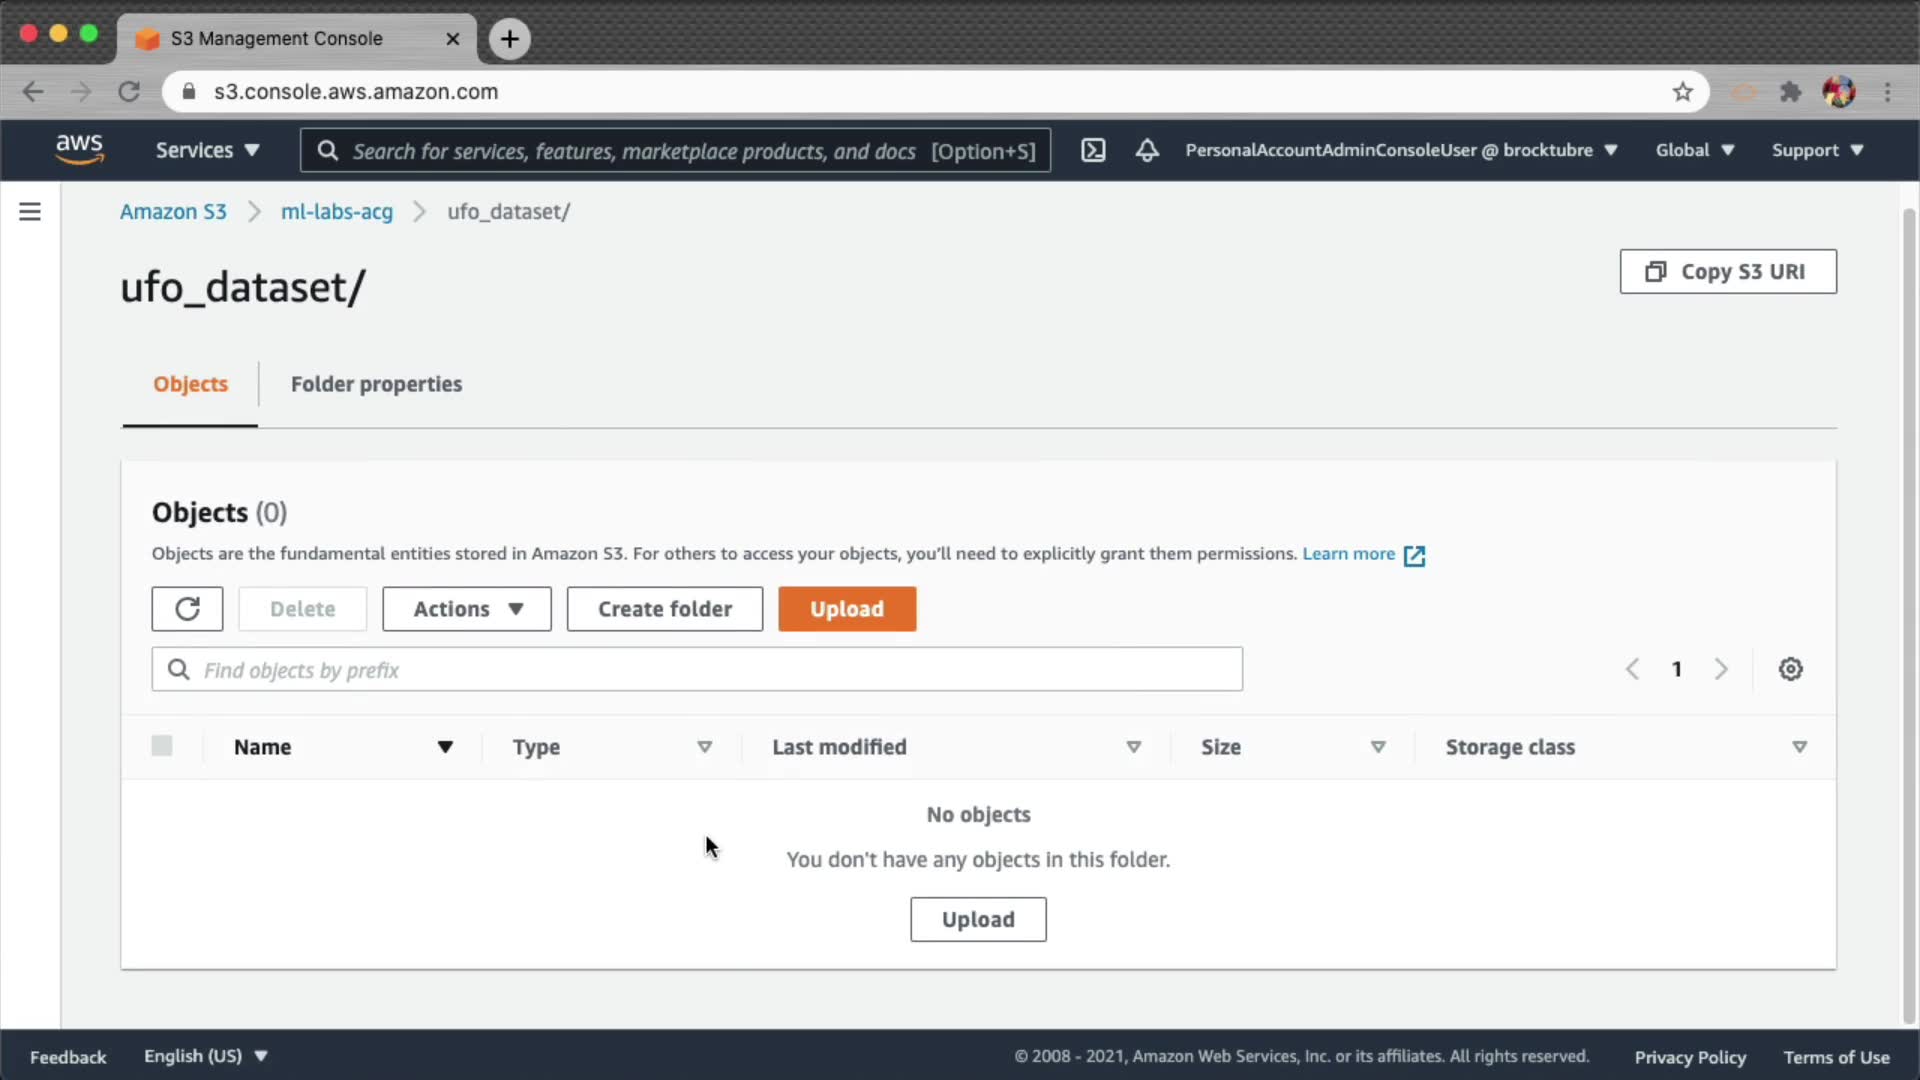 S3 Management Console
s3.console.aws.amazon.com
aws
Services
Search for services, features, marketplace products, and docs [Option+S]
PersonalAccountAdminConsoleUser @ brocktubre
Global
Support
Amazon S3 > ml-labs-acg > ufo_dataset/
ufo_dataset/
Copy S3 URI
Objects
Folder properties
Objects (0)
Objects are the fundamental entities stored in Amazon S3. For others to access your objects, you'll need to explicitly grant them permissions. Learn more
Delete
Actions
Create folder
Upload
Find objects by prefix
1
Name
Type
Last modified
Size
Storage class
No objects
You don't have any objects in this folder.
Upload
Feedback
English (US)
© 2008 - 2021, Amazon Web Services, Inc. or its affiliates. All rights reserved.
Privacy Policy
Terms of Use